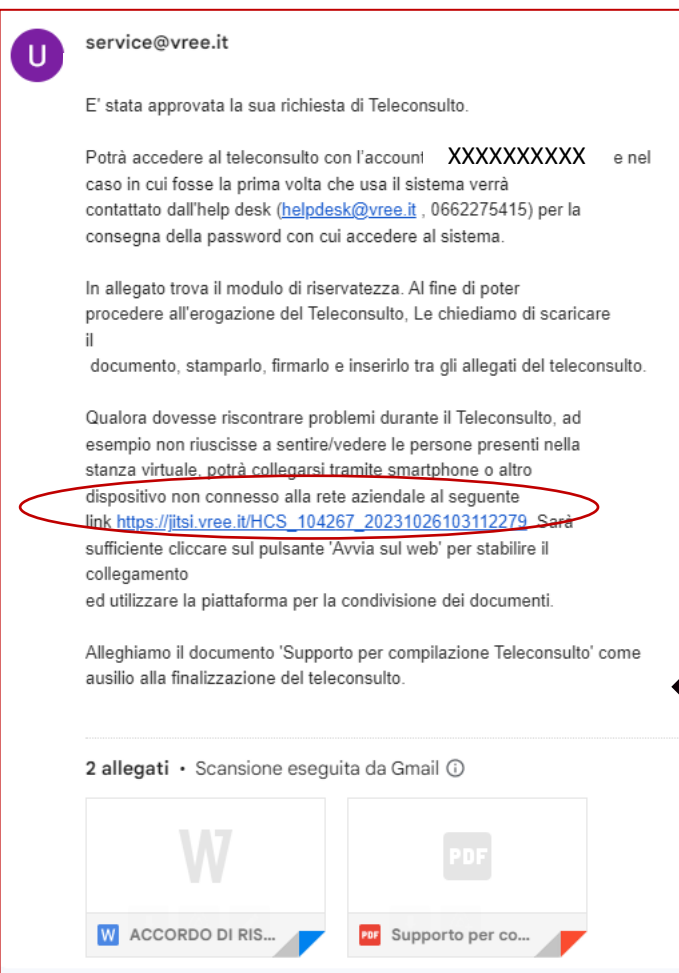 U
service@vree.it
E' stata approvata la sua richiesta di Teleconsulto.
Potrà accedere al teleconsulto con l'account XXXXXXXXXX e nel
caso in cui fosse la prima volta che usa il sistema verrà
contattato dall'help desk (helpdesk@vree.it , 0662275415) per la
consegna della password con cui accedere al sistema.
In allegato trova il modulo di riservatezza. Al fine di poter
procedere all'erogazione del Teleconsulto, Le chiediamo di scaricare
il
documento, stamparlo, firmarlo e inserirlo tra gli allegati del teleconsulto.
Qualora dovesse riscontrare problemi durante il Teleconsulto, ad
esempio non riuscisse a sentire/vedere le persone presenti nella
stanza virtuale, potrà collegarsi tramite smartphone o altro
dispositivo non connesso alla rete aziendale al seguente
link https://jitsi.vree.it/HCS_104267_20231026103112279 Sarà
sufficiente cliccare sul pulsante 'Avvia sul web' per stabilire il
collegamento
ed utilizzare la piattaforma per la condivisione dei documenti.
Alleghiamo il documento 'Supporto per compilazione Teleconsulto' come
ausilio alla finalizzazione del teleconsulto.
2 allegati • Scansione eseguita da Gmail
W
PDF
W ACCORDO DI RIS...
PDF Supporto per co...